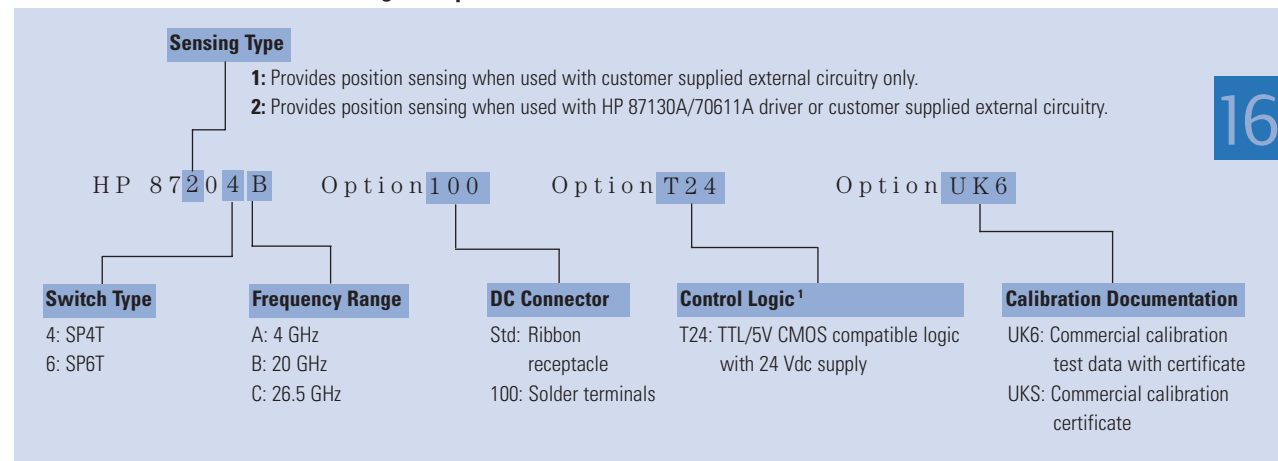 Sensing Type
1: Provides position sensing when used with customer supplied external circuitry only.
2: Provides position sensing when used with HP 87130A/70611A driver or customer supplied external circuitry.
16
HP 87204B Option 100 Option T24 Option UK6
Switch Type
4: SP4T
6: SP6T
Frequency Range
A: 4 GHz
B: 20 GHz
C: 26.5 GHz
DC Connector
Std: Ribbon
receptacle
100: Solder terminals
Control Logic ¹
T24: TTL/5V CMOS compatible logic
with 24 Vdc supply
Calibration Documentation
UK6: Commercial calibration
test data with certificate
UKS: Commercial calibration
certificate